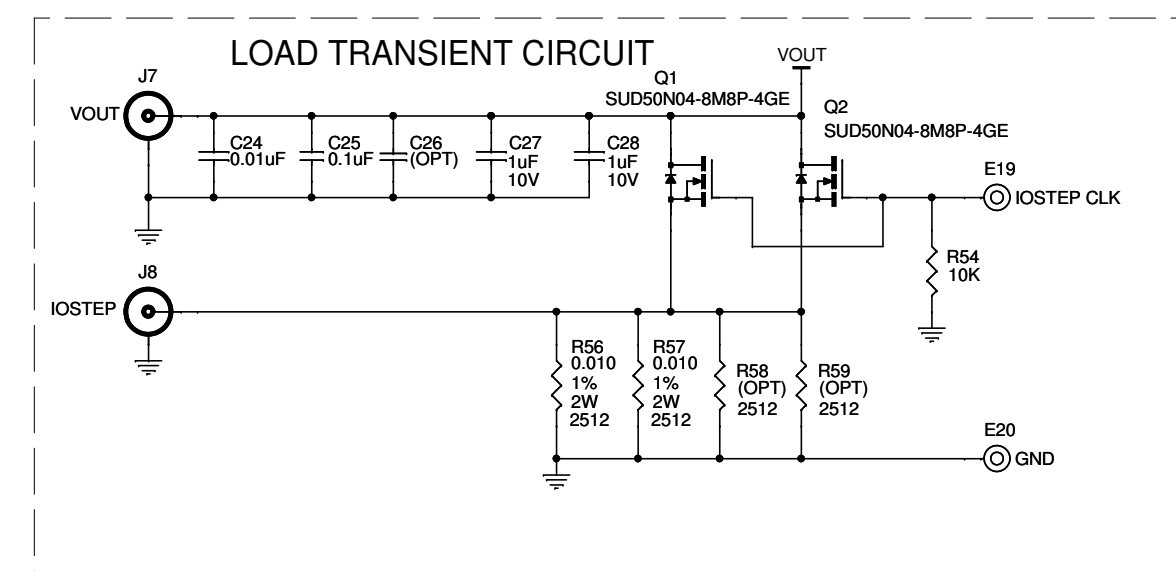 LOAD TRANSIENT CIRCUIT
J7
VOUT
C24
0.01uF
C25
0.1uF
C26
(OPT)
C27
1uF
10V
C28
1uF
10V
Q1
SUD50N04-8M8P-4GE
VOUT
Q2
SUD50N04-8M8P-4GE
E19
IOSTEP CLK
R54
10K
J8
IOSTEP
R56
0.010
1%
2W
2512
R57
0.010
1%
2W
2512
R58
(OPT)
2512
R59
(OPT)
2512
E20
GND